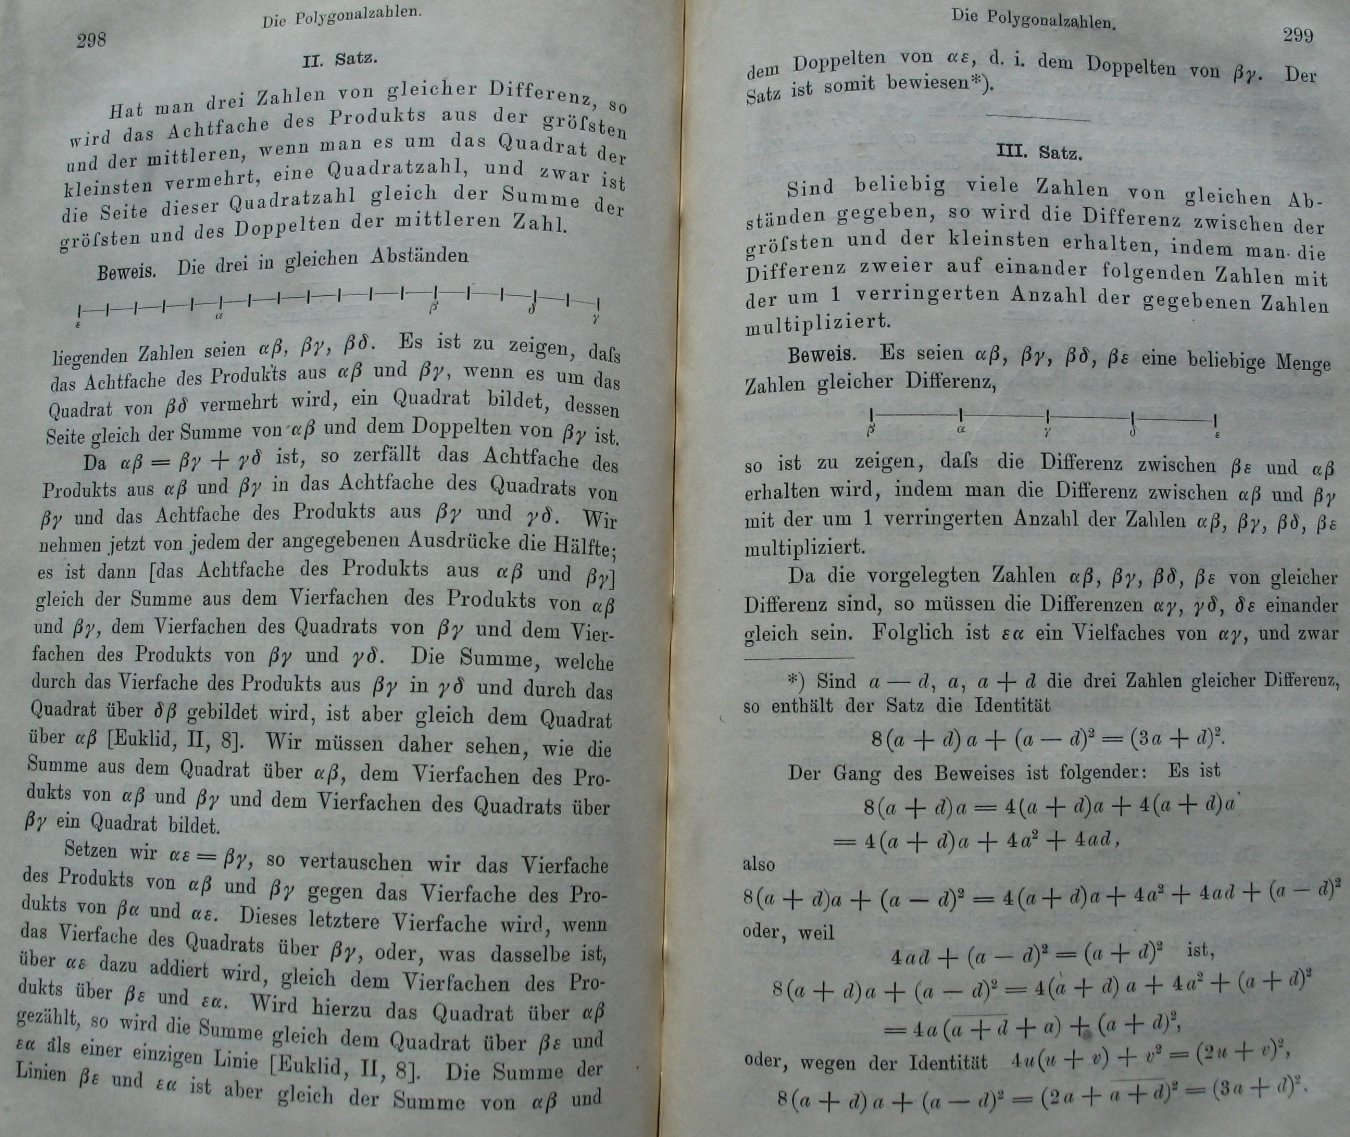 298
Die Polygonalzahlen.
II. Satz.
Hat man drei Zahlen von gleicher Differenz, so
wird das Achtfache des Produkts aus der gröſsten
und der mittleren, wenn man es um das Quadrat der
kleinsten vermehrt, eine Quadratzahl, und zwar ist
die Seite dieser Quadratzahl gleich der Summe der
gröſsten und des Doppelten der mittleren Zahl.
Beweis. Die drei in gleichen Abständen
ε α β δ γ
liegenden Zahlen seien αβ, βγ, βδ. Es ist zu zeigen, daſs
das Achtfache des Produkts aus αβ und βγ, wenn es um das
Quadrat von βδ vermehrt wird, ein Quadrat bildet, dessen
Seite gleich der Summe von αβ und dem Doppelten von βγ ist.
Da αβ = βγ + γδ ist, so zerfällt das Achtfache des
Produkts aus αβ und βγ in das Achtfache des Quadrats von
βγ und das Achtfache des Produkts aus βγ und γδ. Wir
nehmen jetzt von jedem der angegebenen Ausdrücke die Hälfte;
es ist dann [das Achtfache des Produkts aus αβ und βγ]
gleich der Summe aus dem Vierfachen des Produkts von αβ
und βγ, dem Vierfachen des Quadrats von βγ und dem Vier-
fachen des Produkts von βγ und γδ. Die Summe, welche
durch das Vierfache des Produkts aus βγ in γδ und durch das
Quadrat über δβ gebildet wird, ist aber gleich dem Quadrat
über αβ [Euklid, II, 8]. Wir müssen daher sehen, wie die
Summe aus dem Quadrat über αβ, dem Vierfachen des Pro-
dukts von αβ und βγ und dem Vierfachen des Quadrats über
βγ ein Quadrat bildet.
Setzen wir αε = βγ, so vertauschen wir das Vierfache
des Produkts von αβ und βγ gegen das Vierfache des Pro-
dukts von βα und αε. Dieses letztere Vierfache wird, wenn
das Vierfache des Quadrats über βγ, oder, was dasselbe ist,
über αε dazu addiert wird, gleich dem Vierfachen des Pro-
dukts über βε und εα. Wird hierzu das Quadrat über αβ
gezählt, so wird die Summe gleich dem Quadrat über βε und
εα als einer einzigen Linie [Euklid, II, 8]. Die Summe der
Linien βε und εα ist aber gleich der Summe von αβ und
Die Polygonalzahlen.
299
dem Doppelten von αε, d. i. dem Doppelten von βγ. Der
Satz ist somit bewiesen*).
III. Satz.
Sind beliebig viele Zahlen von gleichen Ab-
ständen gegeben, so wird die Differenz zwischen der
gröſsten und der kleinsten erhalten, indem man die
Differenz zweier auf einander folgenden Zahlen mit
der um 1 verringerten Anzahl der gegebenen Zahlen
multipliziert.
Beweis. Es seien αβ, βγ, βδ, βε eine beliebige Menge
Zahlen gleicher Differenz,
β α γ δ ε
so ist zu zeigen, daſs die Differenz zwischen βε und αβ
erhalten wird, indem man die Differenz zwischen αβ und βγ
mit der um 1 verringerten Anzahl der Zahlen αβ, βγ, βδ, βε
multipliziert.
Da die vorgelegten Zahlen αβ, βγ, βδ, βε von gleicher
Differenz sind, so müssen die Differenzen αγ, γδ, δε einander
gleich sein. Folglich ist εα ein Vielfaches von αγ, und zwar
*) Sind a — d, a, a + d die drei Zahlen gleicher Differenz,
so enthält der Satz die Identität
8(a + d)a + (a — d)² = (3a + d)².
Der Gang des Beweises ist folgender: Es ist
8(a + d)a = 4(a + d)a + 4(a + d)a
= 4(a + d)a + 4a² + 4ad,
also
8(a + d)a + (a — d)² = 4(a + d)a + 4a² + 4ad + (a — d)²
oder, weil
4ad + (a — d)² = (a + d)² ist,
8(a + d)a + (a — d)² = 4(a + d)a + 4a² + (a + d)²
= 4a(a + d + a) + (a + d)²,
oder, wegen der Identität 4u(u + v) + v² = (2u + v)²,
8(a + d)a + (a — d)² = (2a + a + d)² = (3a + d)².